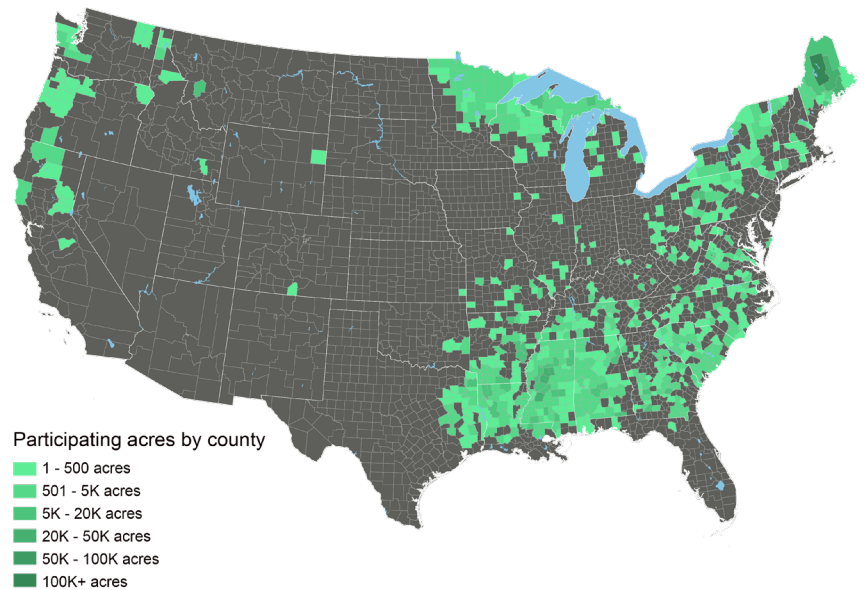 Participating acres by county
1 - 500 acres
501 - 5K acres
5K - 20K acres
20K - 50K acres
50K - 100K acres
100K+ acres